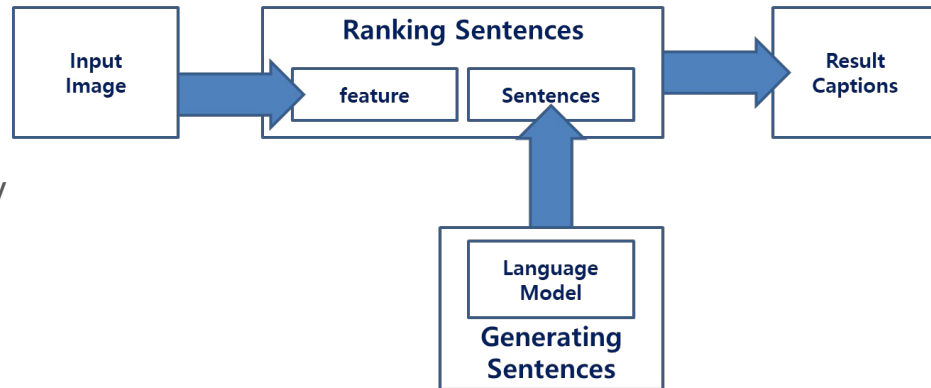 Input
Image
Ranking Sentences
feature
Sentences
Result
Captions
Language
Model
Generating
Sentences